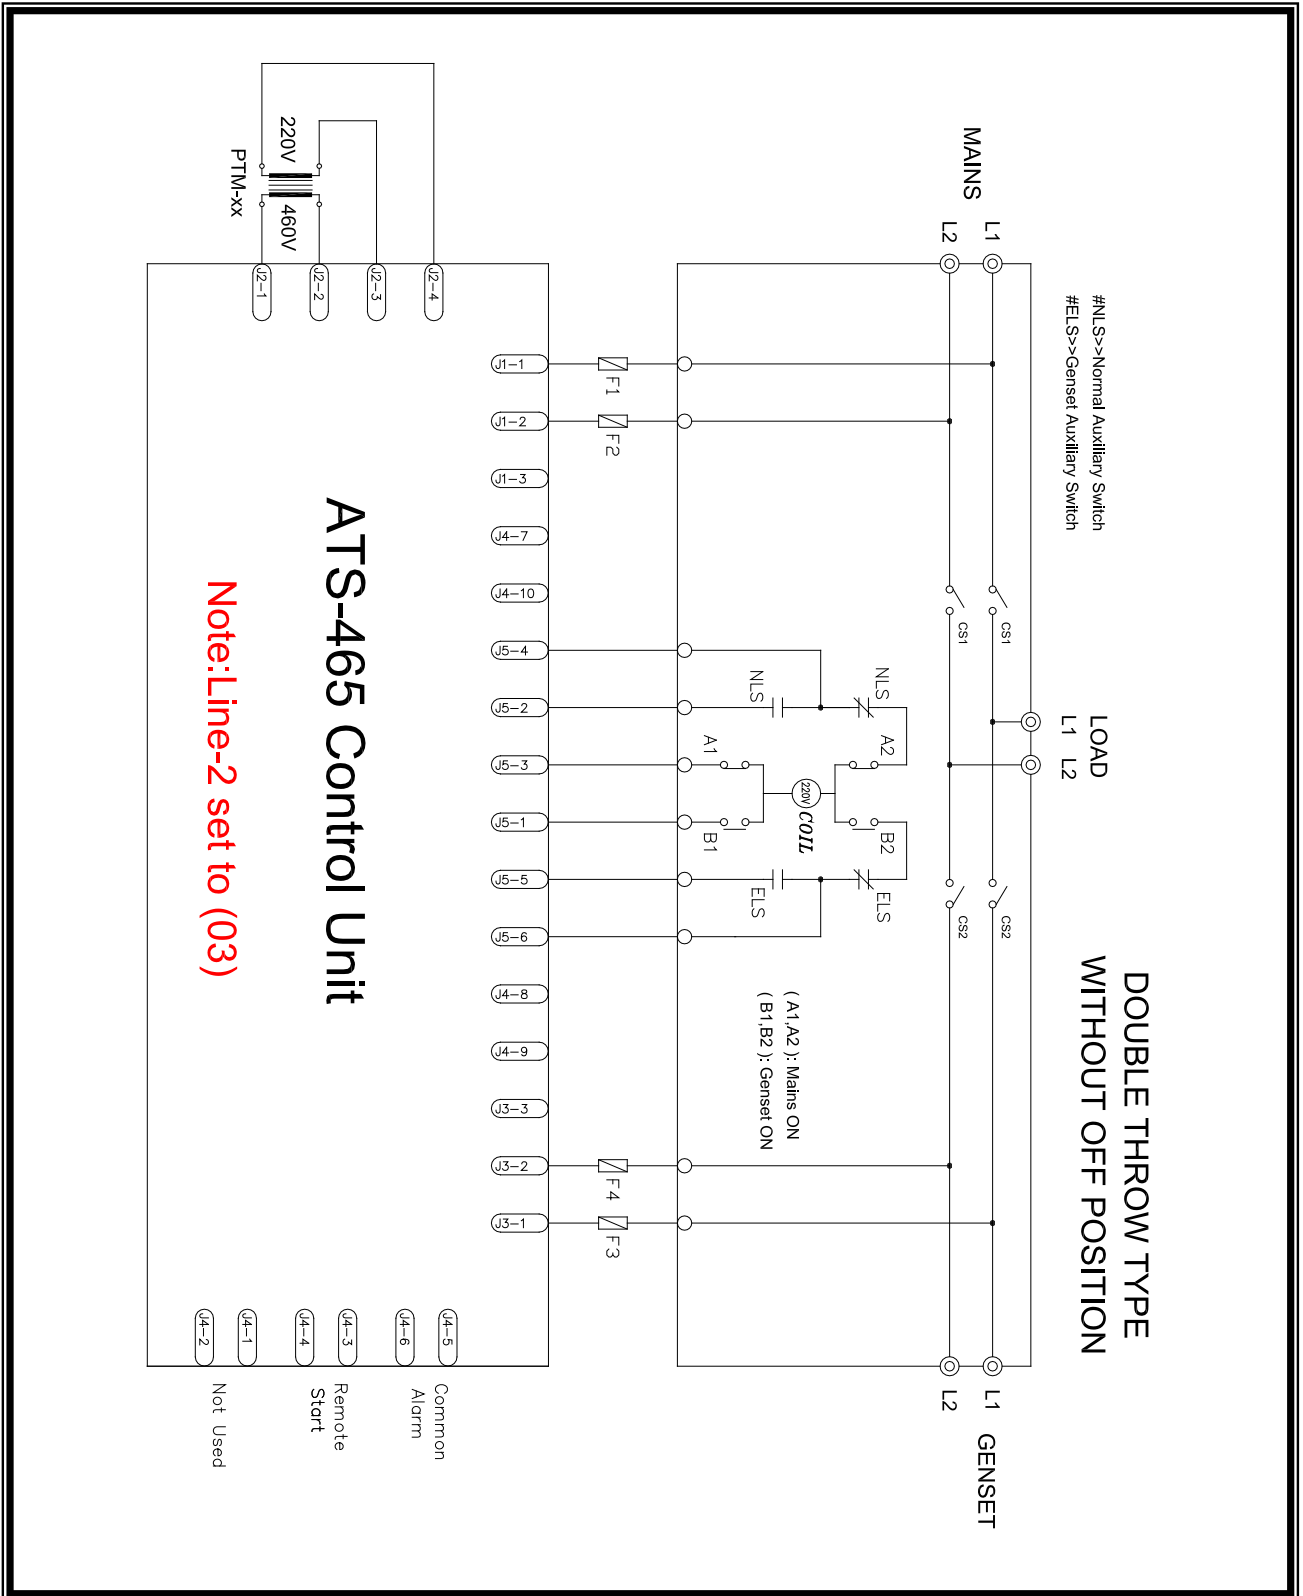 DOUBLE THROW TYPE
WITHOUT OFF POSITION
#NLS>>Normal Auxiliary Switch
#ELS>>Genset Auxiliary Switch
LOAD
L1 L2
MAINS
L1
L2
CS1
CS1
CS2
CS2
L1
L2
GENSET
NLS
A2
B2
ELS
220V
COIL
NLS
A1
B1
ELS
( A1,A2 ): Mains ON
( B1,B2 ): Genset ON
F1
F2
F4
F3
J1-1
J1-2
J1-3
J4-7
J4-10
J5-4
J5-2
J5-3
J5-1
J5-5
J5-6
J4-8
J4-9
J3-3
J3-2
J3-1
220V
460V
PTM-xx
J2-4
J2-3
J2-2
J2-1
ATS-465 Control Unit
Note:Line-2 set to (03)
J4-5
J4-6
Common
Alarm
J4-3
J4-4
Remote
Start
J4-1
J4-2
Not Used